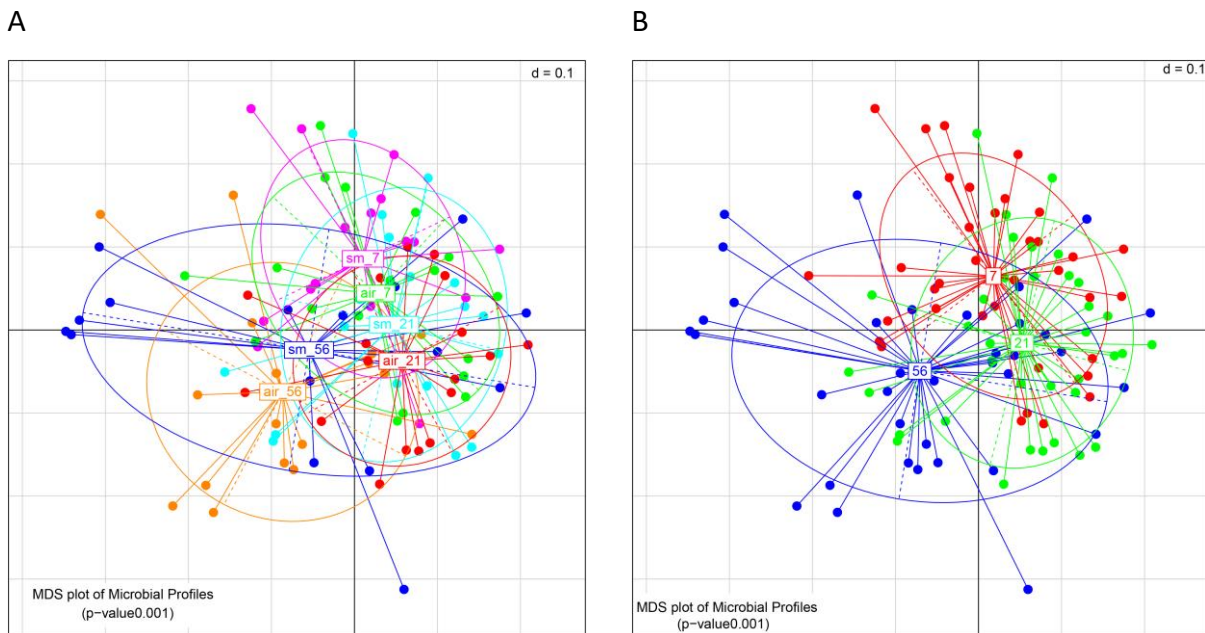 A
B
d = 0.1
d = 0.1
sm_7
air_7
sm_21
sm_56
air_21
air_56
7
21
56
MDS plot of Microbial Profiles
(p-value0.001)
MDS plot of Microbial Profiles
(p-value0.001)